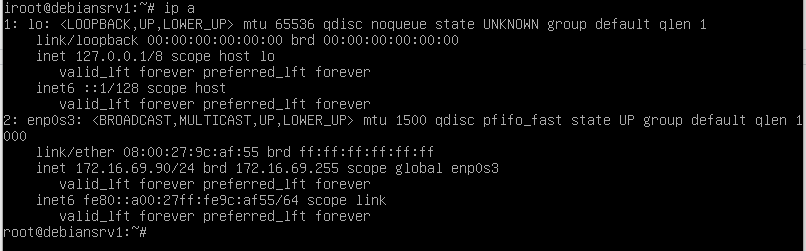 iroot@debiansrv1:~# ip a
1: lo: <LOOPBACK,UP,LOWER_UP> mtu 65536 qdisc noqueue state UNKNOWN group default qlen 1
    link/loopback 00:00:00:00:00:00 brd 00:00:00:00:00:00
    inet 127.0.0.1/8 scope host lo
       valid_lft forever preferred_lft forever
    inet6 ::1/128 scope host
       valid_lft forever preferred_lft forever
2: enp0s3: <BROADCAST,MULTICAST,UP,LOWER_UP> mtu 1500 qdisc pfifo_fast state UP group default qlen 1
000
    link/ether 08:00:27:9c:af:55 brd ff:ff:ff:ff:ff:ff
    inet 172.16.69.90/24 brd 172.16.69.255 scope global enp0s3
       valid_lft forever preferred_lft forever
    inet6 fe80::a00:27ff:fe9c:af55/64 scope link
       valid_lft forever preferred_lft forever
root@debiansrv1:~#